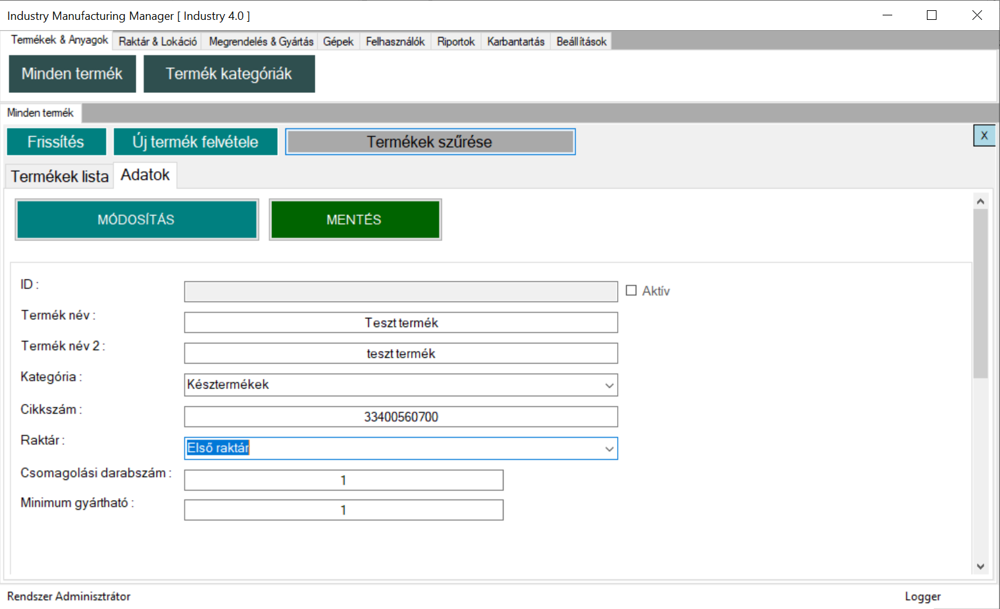 Industry Manufacturing Manager [ Industry 4.0 ]
Termékek & Anyagok Raktár & Lokáció Megrendelés & Gyártás Gépek Felhasználók Riportok Karbantartás Beállítások
Minden termék Termék kategóriák
Minden termék
Frissítés Új termék felvétele Termékek szűrése X
Termékek lista Adatok
MÓDOSÍTÁS MENTÉS
ID : Aktív
Termék név : Teszt termék
Termék név 2 : teszt termék
Kategória : Késztermékek
Cikkszám : 33400560700
Raktár : Első raktár
Csomagolási darabszám : 1
Minimum gyártható : 1
Rendszer Adminisztrátor Logger